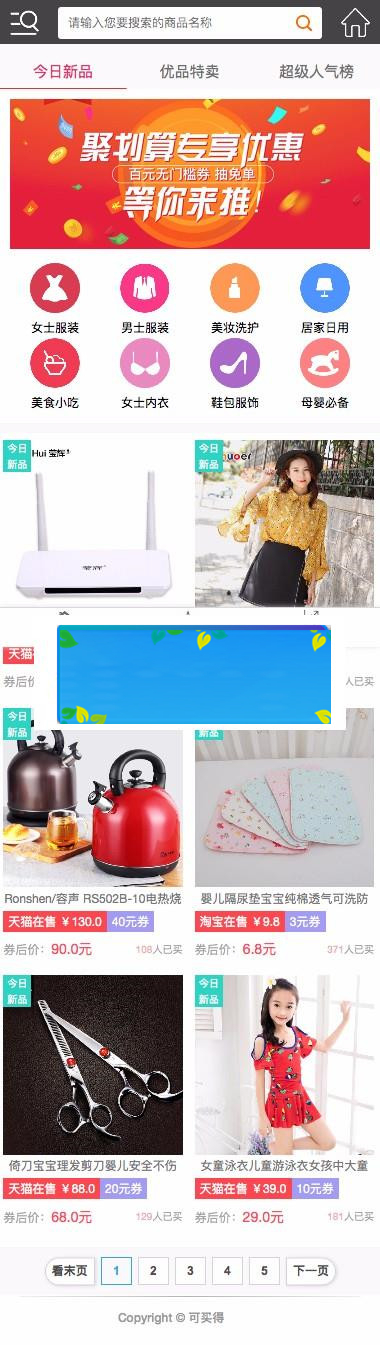 请输入您要搜索的商品名称
今日新品
优品特卖
超级人气榜
聚划算专享优惠
百元无门槛券 抽免单
等你来推!
女士服装
男士服装
美妆洗护
居家日用
美食小吃
女士内衣
鞋包服饰
母婴必备
今日
新品
Hui 莹辉
今日
新品
天猫
券后价
人已买
今日
新品
新品
Ronshen/容声 RS502B-10电热烧
天猫在售 ￥130.0 40元券
券后价: 90.0元 108人已买
婴儿隔尿垫宝宝纯棉透气可洗防
淘宝在售 ￥9.8 3元券
券后价: 6.8元 371人已买
今日
新品
今日
新品
倚刀宝宝理发剪刀婴儿安全不伤
天猫在售 ￥88.0 20元券
券后价: 68.0元 129人已买
女童泳衣儿童游泳衣女孩中大童
天猫在售 ￥39.0 10元券
券后价: 29.0元 181人已买
看末页 1 2 3 4 5 下一页
Copyright © 可买得